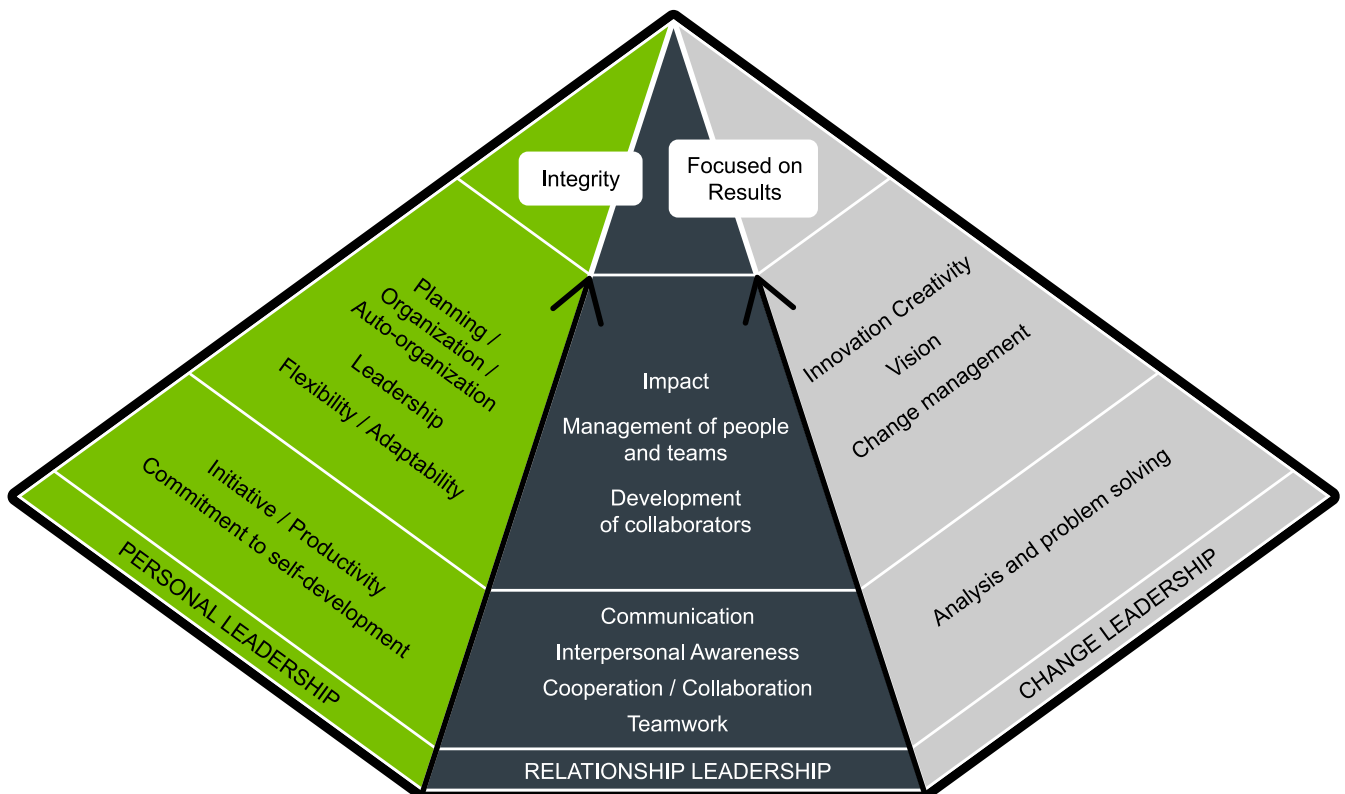 Integrity
Focused on
Results
Planning /
Organization /
Auto-organization
Leadership
Flexibility / Adaptability
Initiative / Productivity
Commitment to self-development
PERSONAL LEADERSHIP
Impact
Management of people
and teams
Development
of collaborators
Communication
Interpersonal Awareness
Cooperation / Collaboration
Teamwork
RELATIONSHIP LEADERSHIP
Innovation Creativity
Vision
Change management
Analysis and problem solving
CHANGE LEADERSHIP